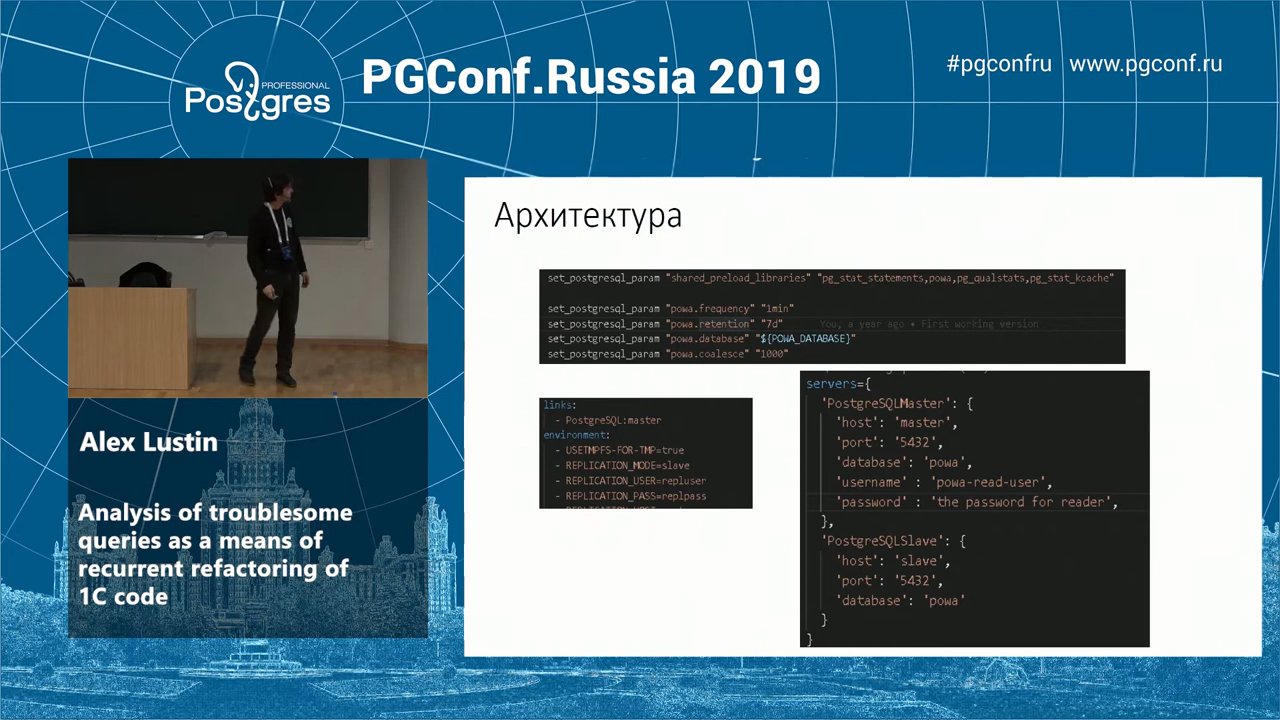 PROFESSIONAL
Postgres
PGConf.Russia 2019
#pgconfru www.pgconf.ru
Alex Lustin
Analysis of troublesome
queries as a means of
recurrent refactoring of
1C code
Архитектура
set_postgresql_param "shared_preload_libraries" "pg_stat_statements,powa,pg_qualstats,pg_stat_kcache"
set_postgresql_param "powa.frequency" "1min"
set_postgresql_param "powa.retention" "7d" You, a year ago • First working version
set_postgresql_param "powa.database" "${POWA_DATABASE}"
set_postgresql_param "powa.coalesce" "1000"
links:
- PostgreSQL:master
environment:
- USETMPFS-FOR-TMP=true
- REPLICATION_MODE=slave
- REPLICATION_USER=repluser
- REPLICATION_PASS=replpass
servers={
'PostgreSQLMaster': {
'host': 'master',
'port': '5432',
'database': 'powa',
'username' : 'powa-read-user',
'password' : 'the password for reader',
},
'PostgreSQLSlave': {
'host': 'slave',
'port': '5432',
'database': 'powa'
}
}